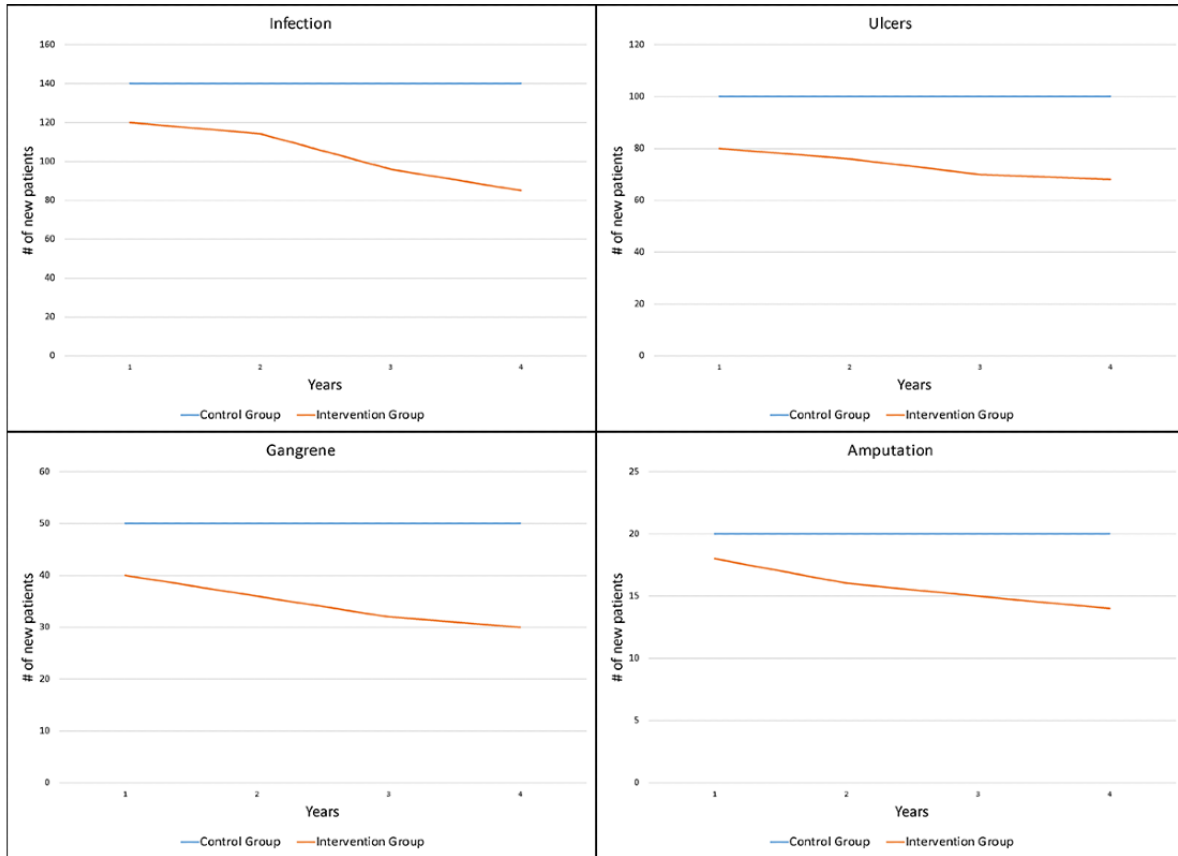 Infection
160
140
120
100
80
60
40
20
0
# of new patients
1 2 3 4
Years
Control Group Intervention Group
Ulcers
120
100
80
60
40
20
0
# of new patients
1 2 3 4
Years
Control Group Intervention Group
Gangrene
60
50
40
30
20
10
0
# of new patients
1 2 3 4
Years
Control Group Intervention Group
Amputation
25
20
15
10
5
0
# of new patients
1 2 3 4
Years
Control Group Intervention Group